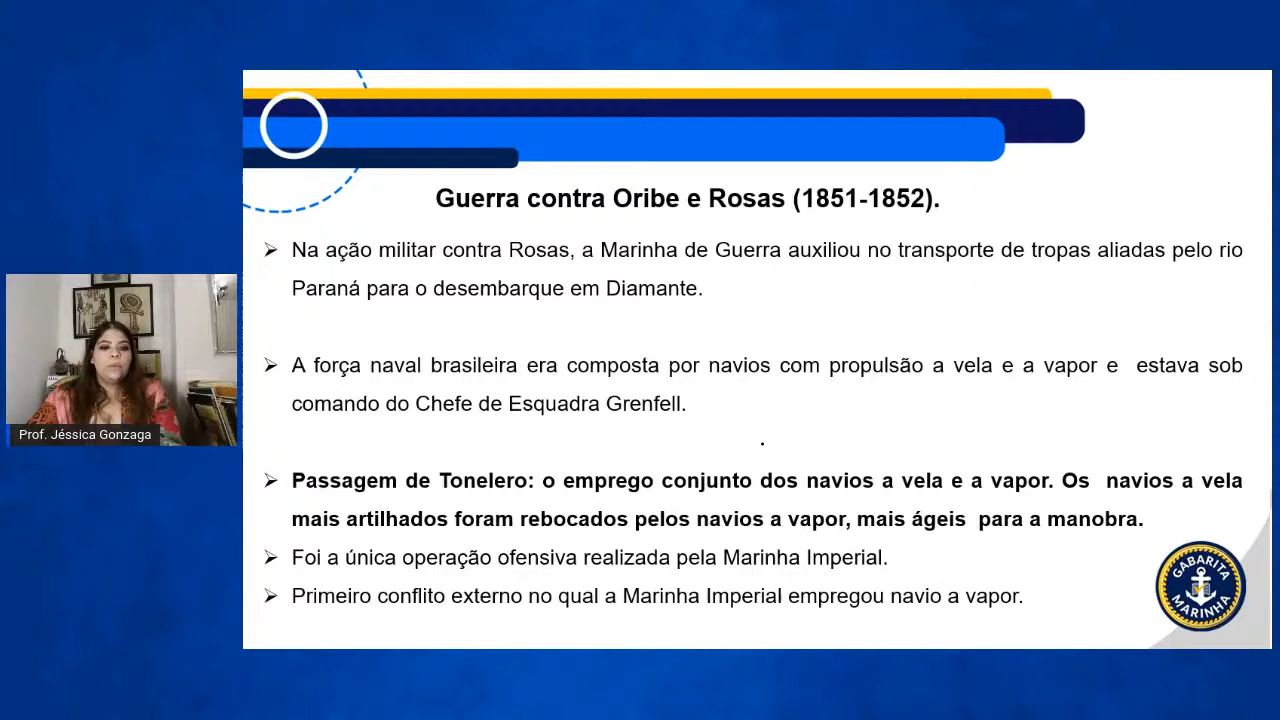 Guerra contra Oribe e Rosas (1851-1852).
Na ação militar contra Rosas, a Marinha de Guerra auxiliou no transporte de tropas aliadas pelo rio
Paraná para o desembarque em Diamante.
A força naval brasileira era composta por navios com propulsão a vela e a vapor e estava sob
comando do Chefe de Esquadra Grenfell.
Passagem de Tonelero: o emprego conjunto dos navios a vela e a vapor. Os navios a vela
mais artilhados foram rebocados pelos navios a vapor, mais ágeis para a manobra.
Foi a única operação ofensiva realizada pela Marinha Imperial.
Primeiro conflito externo no qual a Marinha Imperial empregou navio a vapor.
Prof. Jéssica Gonzaga
GABARITA
MARINHA